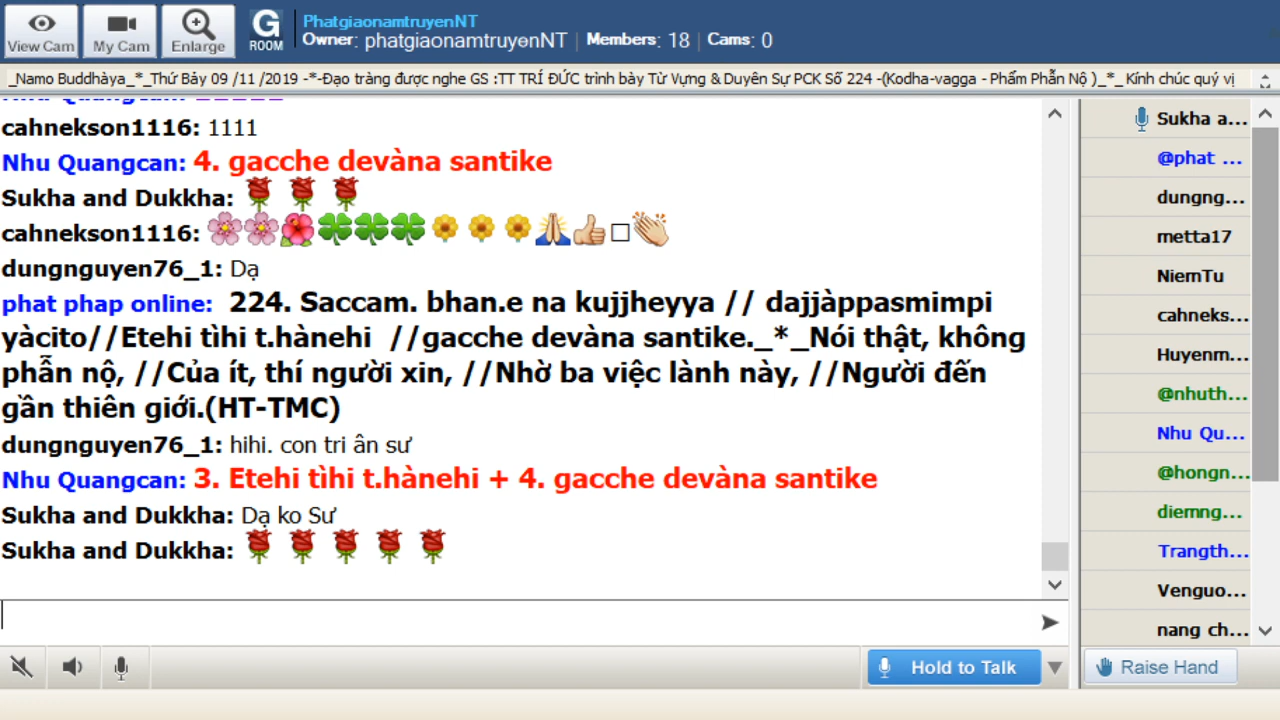 View Cam
My Cam
Enlarge
G ROOM
PhatgiaonamtruyenNT
Owner: phatgiaonamtruyenNT | Members: 18 | Cams: 0
_Namo Buddhàya_*_Thứ Bảy 09 /11 /2019 -*-Đạo tràng được nghe GS :TT TRÍ ĐỨC trình bày Từ Vựng & Duyên Sự PCK Số 224 -(Kodha-vagga - Phẩm Phẫn Nộ )_*_ Kính chúc quý vị
cahnekson1116: 1111
Nhu Quangcan: 4. gacche devàna santike
Sukha and Dukkha: 🌹 🌹 🌹
cahnekson1116: 🌸🌸🌺🍀🍀🍀🌼🌼🌼🙏👍□👏
dungnguyen76_1: Dạ
phat phap online: 224. Saccam. bhan.e na kujjheyya // dajjàppasmimpi
yàcito//Etehi tìhi t.hànehi //gacche devàna santike._*_Nói thật, không
phẫn nộ, //Của ít, thí người xin, //Nhờ ba việc lành này, //Người đến
gần thiên giới.(HT-TMC)
dungnguyen76_1: hihi. con tri ân sư
Nhu Quangcan: 3. Etehi tìhi t.hànehi + 4. gacche devàna santike
Sukha and Dukkha: Dạ ko Sư
Sukha and Dukkha: 🌹 🌹 🌹 🌹 🌹
Hold to Talk
Sukha a...
@phat ...
dungng...
metta17
NiemTu
cahneks...
Huyenm...
@nhuth...
Nhu Qu...
@hongn...
diemng...
Trangth...
Venguo...
nang ch...
Raise Hand